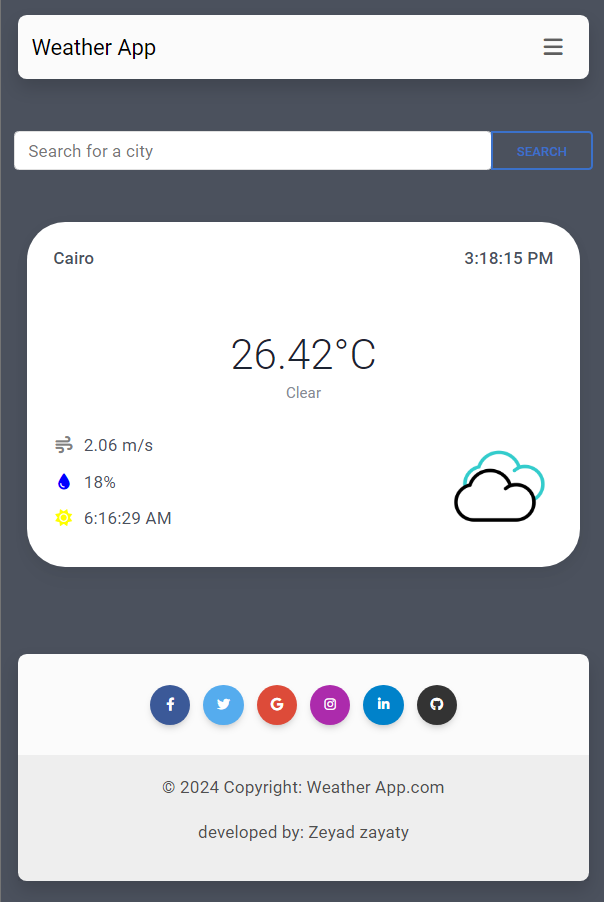 Weather App
Search for a city
SEARCH
Cairo
3:18:15 PM
26.42°C
Clear
2.06 m/s
18%
6:16:29 AM
© 2024 Copyright: Weather App.com
developed by: Zeyad zayaty